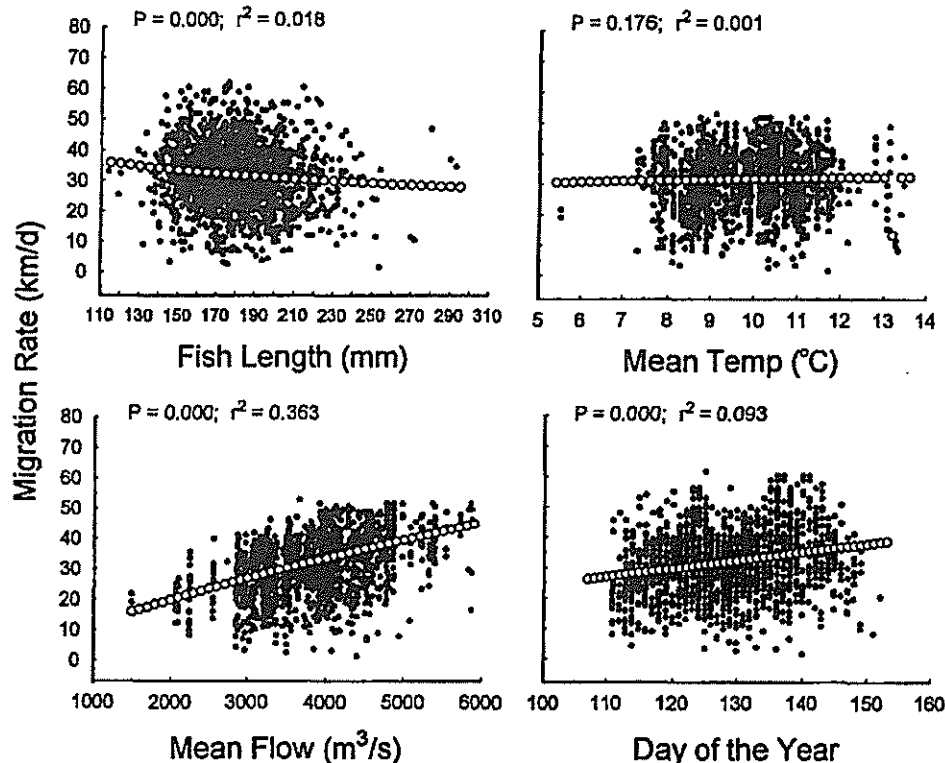 P = 0.000; r² = 0.018
P = 0.176; r² = 0.001
80
70
60
50
40
30
20
10
0
110 130 150 170 190 210 230 250 270 290 310
5 6 7 8 9 10 11 12 13 14
Fish Length (mm)
Mean Temp (°C)
Migration Rate (km/d)
P = 0.000; r² = 0.363
P = 0.000; r² = 0.093
80
70
60
50
40
30
20
10
0
1000 2000 3000 4000 5000 6000
100 110 120 130 140 150 160
Mean Flow (m³/s)
Day of the Year